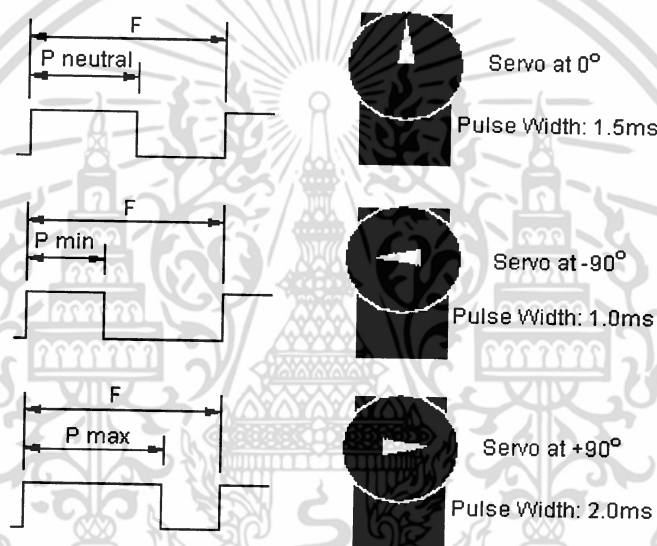 F
P neutral
Servo at 0°
Pulse Width: 1.5ms
F
P min
Servo at -90°
Pulse Width: 1.0ms
F
P max
Servo at +90°
Pulse Width: 2.0ms